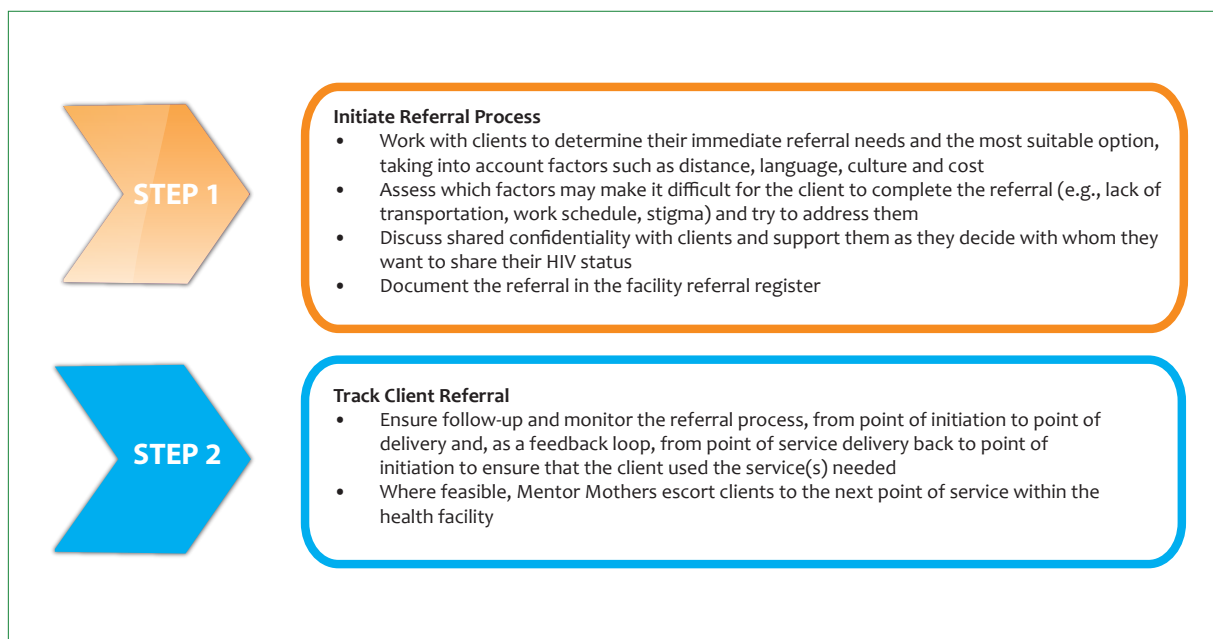 STEP 1
Initiate Referral Process
• Work with clients to determine their immediate referral needs and the most suitable option,
taking into account factors such as distance, language, culture and cost
• Assess which factors may make it difficult for the client to complete the referral (e.g., lack of
transportation, work schedule, stigma) and try to address them
• Discuss shared confidentiality with clients and support them as they decide with whom they
want to share their HIV status
• Document the referral in the facility referral register
STEP 2
Track Client Referral
• Ensure follow-up and monitor the referral process, from point of initiation to point of
delivery and, as a feedback loop, from point of service delivery back to point of
initiation to ensure that the client used the service(s) needed
• Where feasible, Mentor Mothers escort clients to the next point of service within the
health facility